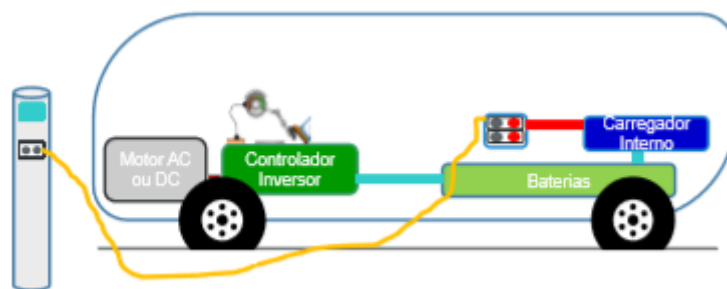 Motor AC
ou DC
Controlador
Inversor
Baterias
Carregador
Interno